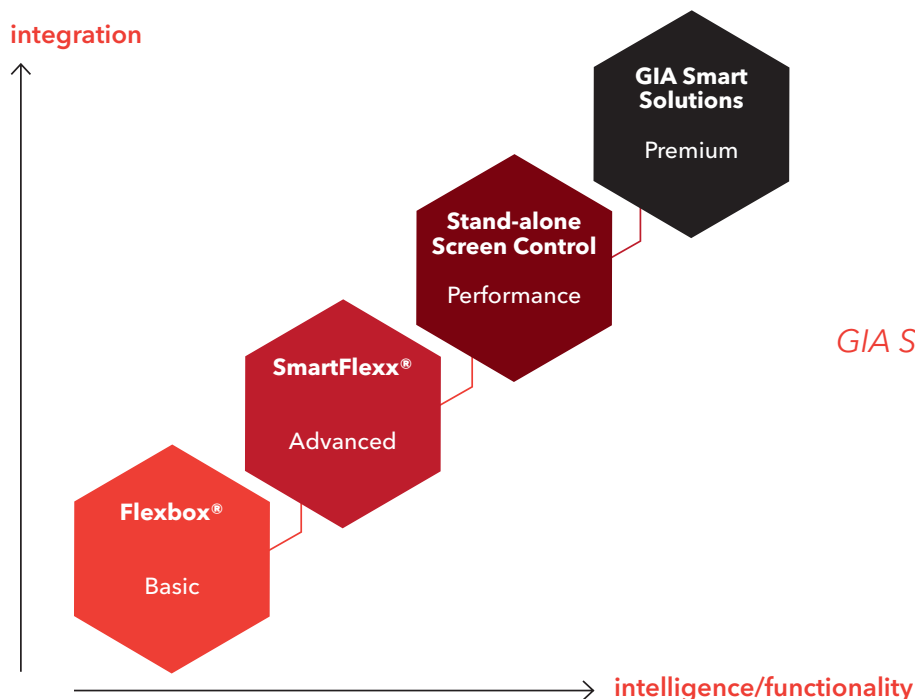 integration
GIA Smart
Solutions
Premium
Stand-alone
Screen Control
Performance
GIA S
SmartFlexx®
Advanced
Flexbox®
Basic
intelligence/functionality